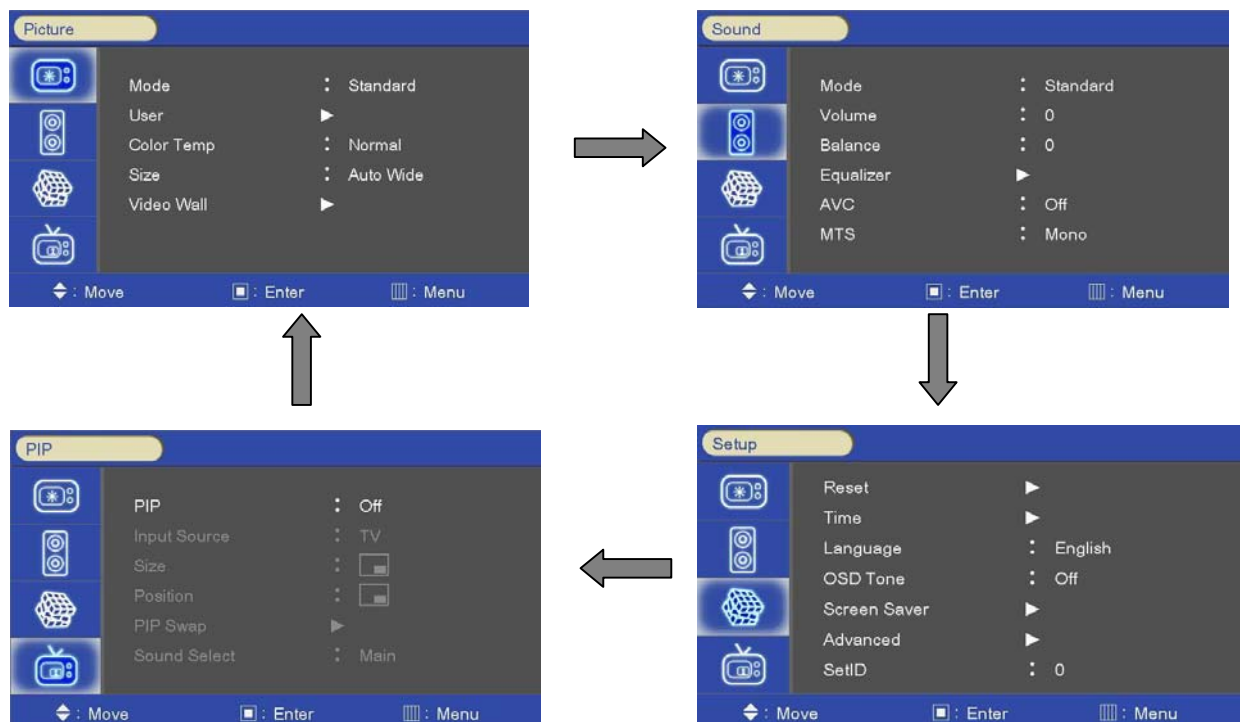 Picture
Mode : Standard
User ▶
Color Temp : Normal
Size : Auto Wide
Video Wall ▶
: Move : Enter : Menu
Sound
Mode : Standard
Volume : 0
Balance : 0
Equalizer ▶
AVC : Off
MTS : Mono
: Move : Enter : Menu
PIP
PIP : Off
Input Source : TV
Size :
Position :
PIP Swap ▶
Sound Select : Main
: Move : Enter : Menu
Setup
Reset ▶
Time ▶
Language : English
OSD Tone : Off
Screen Saver ▶
Advanced ▶
SetID : 0
: Move : Enter : Menu